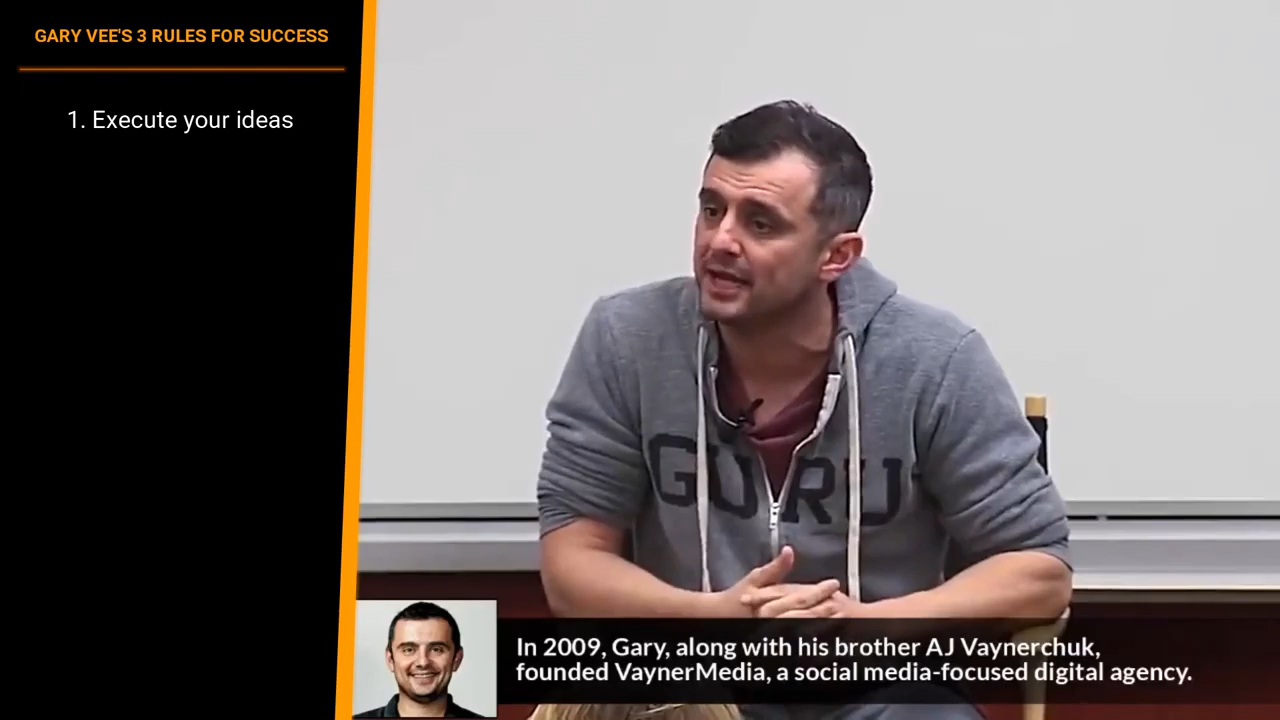 GARY VEE'S 3 RULES FOR SUCCESS
1. Execute your ideas
GURU
In 2009, Gary, along with his brother AJ Vaynerchuk,
founded VaynerMedia, a social media-focused digital agency.